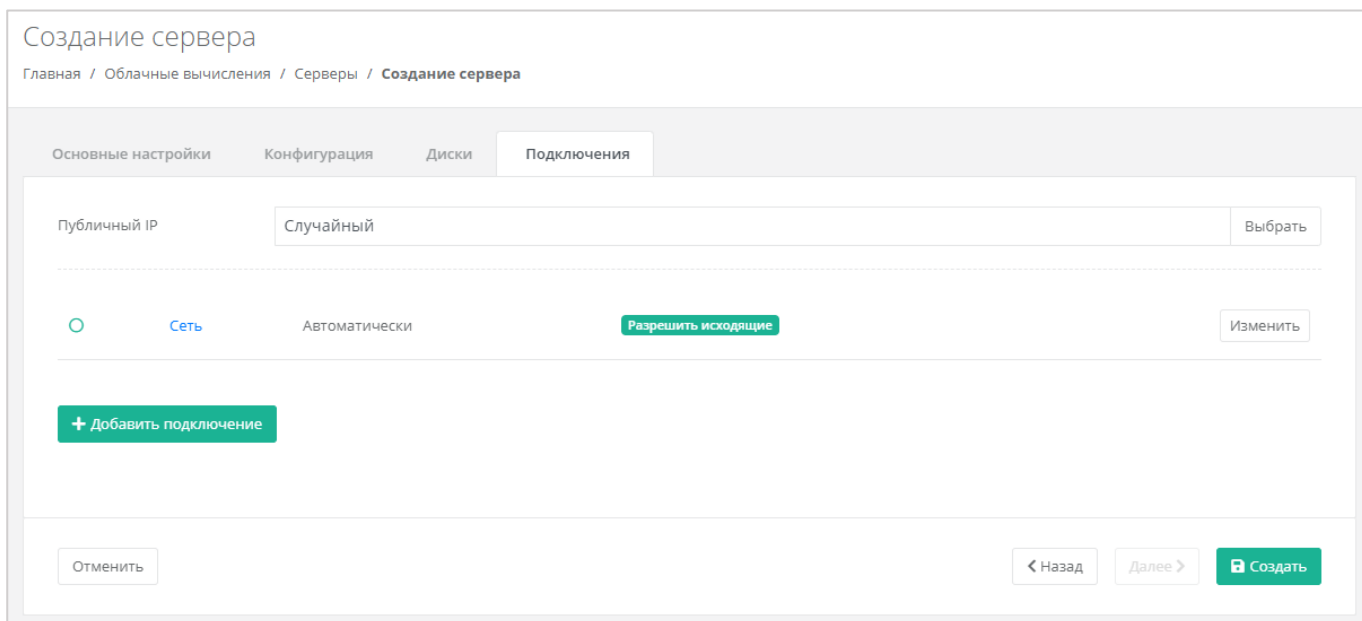 Создание сервера
Главная / Облачные вычисления / Серверы / Создание сервера
Основные настройки Конфигурация Диски Подключения
Публичный IP Случайный Выбрать
Сеть Автоматически Разрешить исходящие Изменить
+ Добавить подключение
Отменить Назад Далее Создать